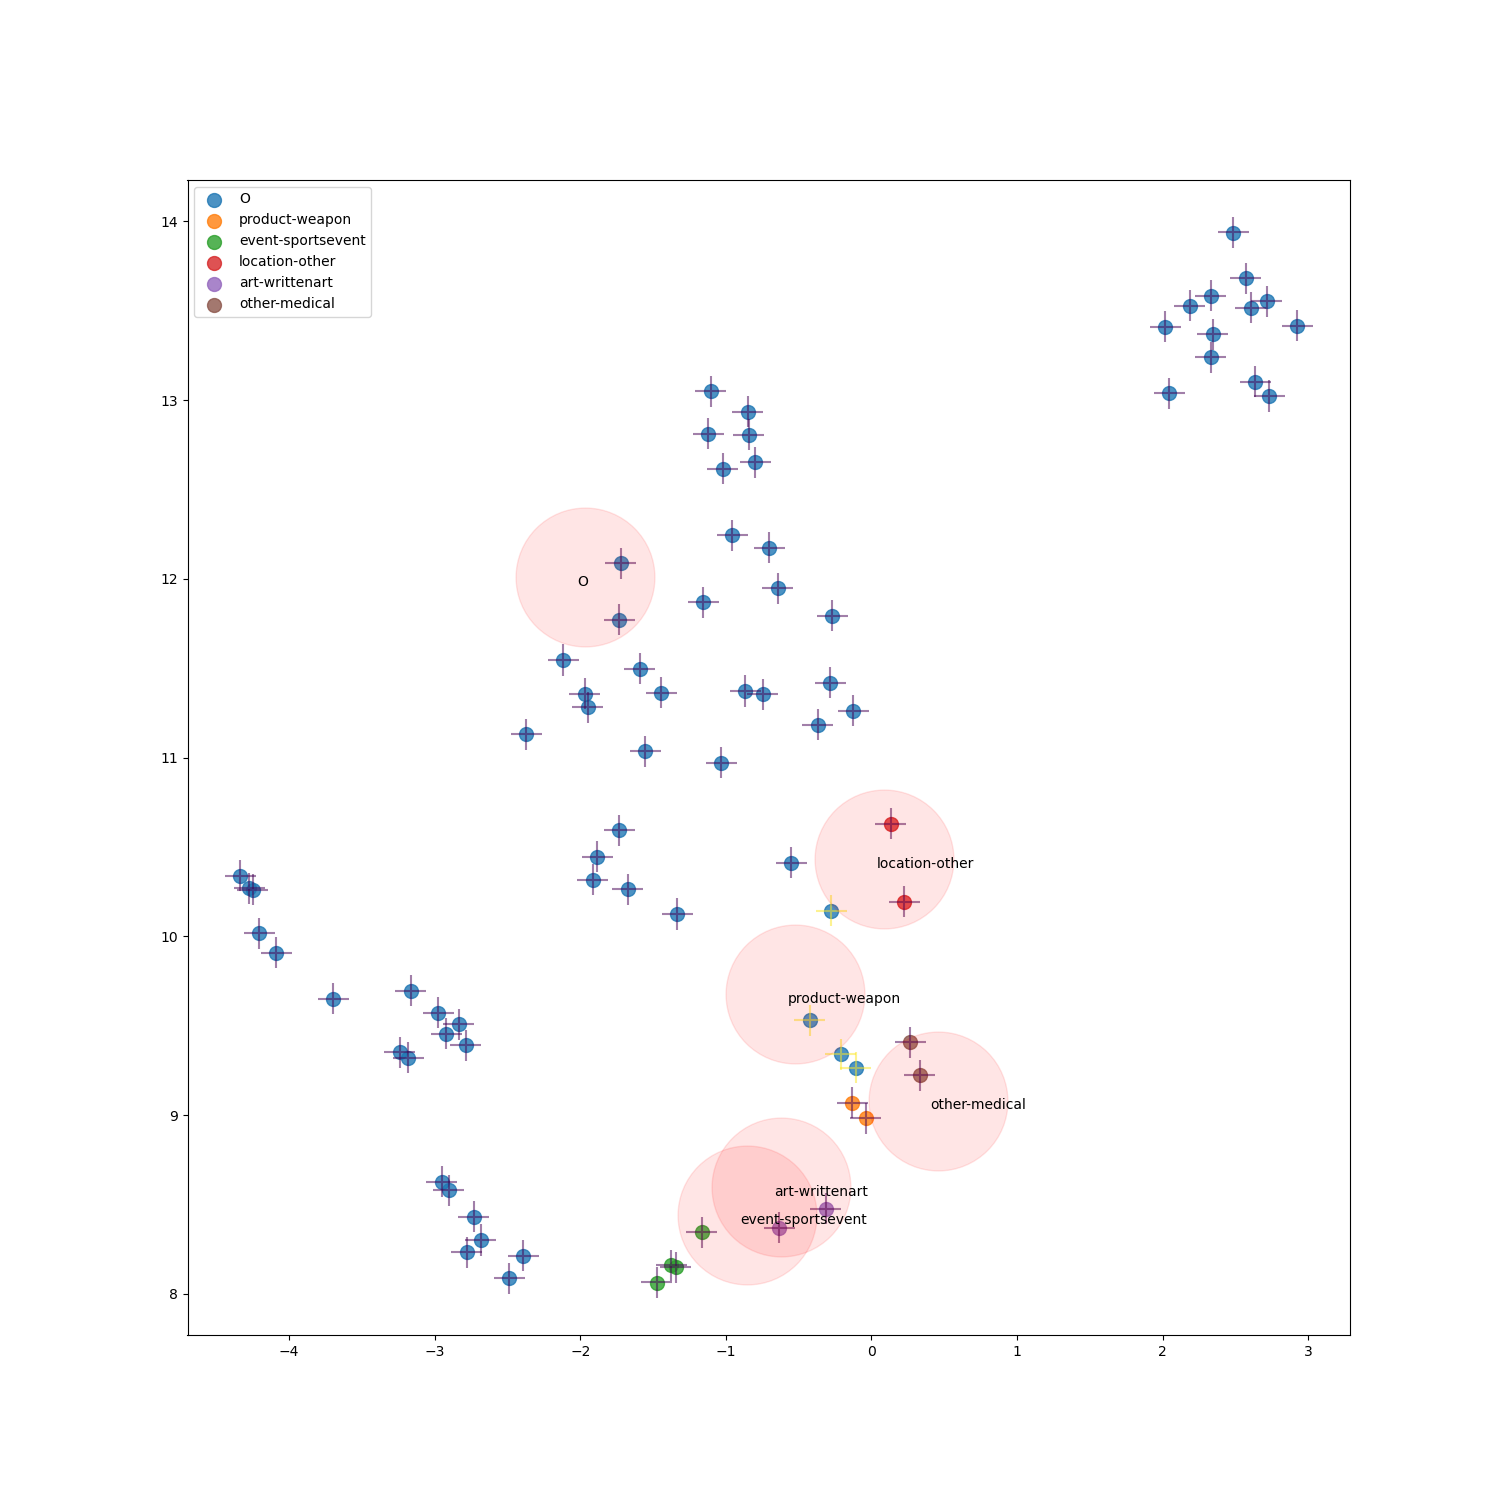 O
product-weapon
event-sportsevent
location-other
art-writtenart
other-medical
14
13
12
11
10
9
8
O
location-other
product-weapon
other-medical
art-writtenart
event-sportsevent
−4 −3 −2 −1 0 1 2 3